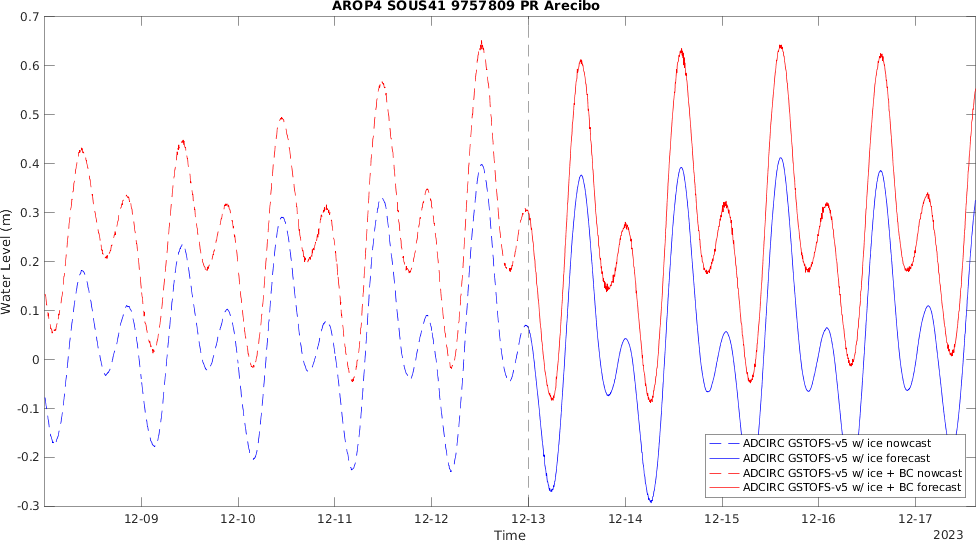 AROP4 SOUS41 9757809 PR Arecibo
0.7
0.6
0.5
0.4
0.3
0.2
0.1
0
-0.1
-0.2
-0.3
Water Level (m)
ADCIRC GSTOFS-v5 w/ ice nowcast
ADCIRC GSTOFS-v5 w/ ice forecast
ADCIRC GSTOFS-v5 w/ ice + BC nowcast
ADCIRC GSTOFS-v5 w/ ice + BC forecast
12-09 12-10 12-11 12-12 12-13 12-14 12-15 12-16 12-17
Time
2023